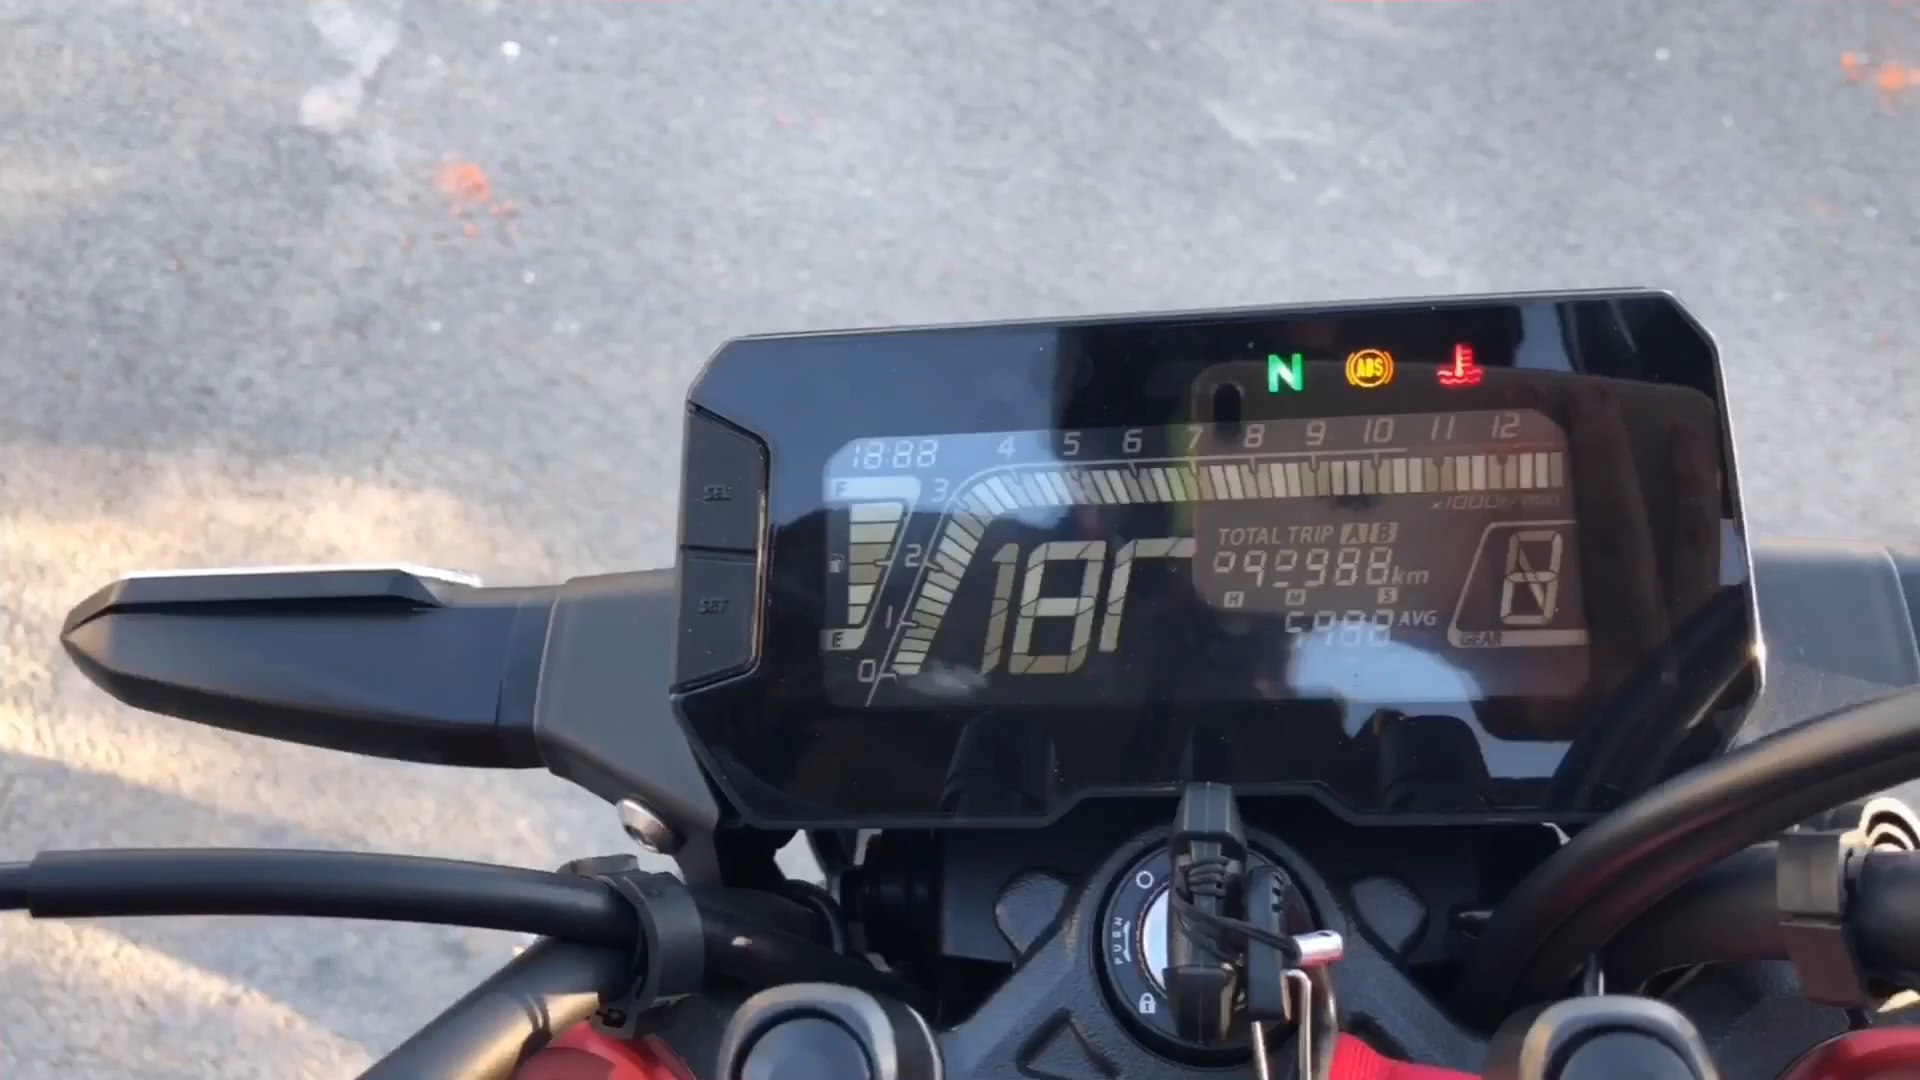 N ABS
18:88 4 5 6 7 8 9 10 11 12
F 3
x1000r/min
SEL
TOTAL TRIP A B
2
km
H M S
SET
1
AVG
E
GEAR 8
0
PUSH